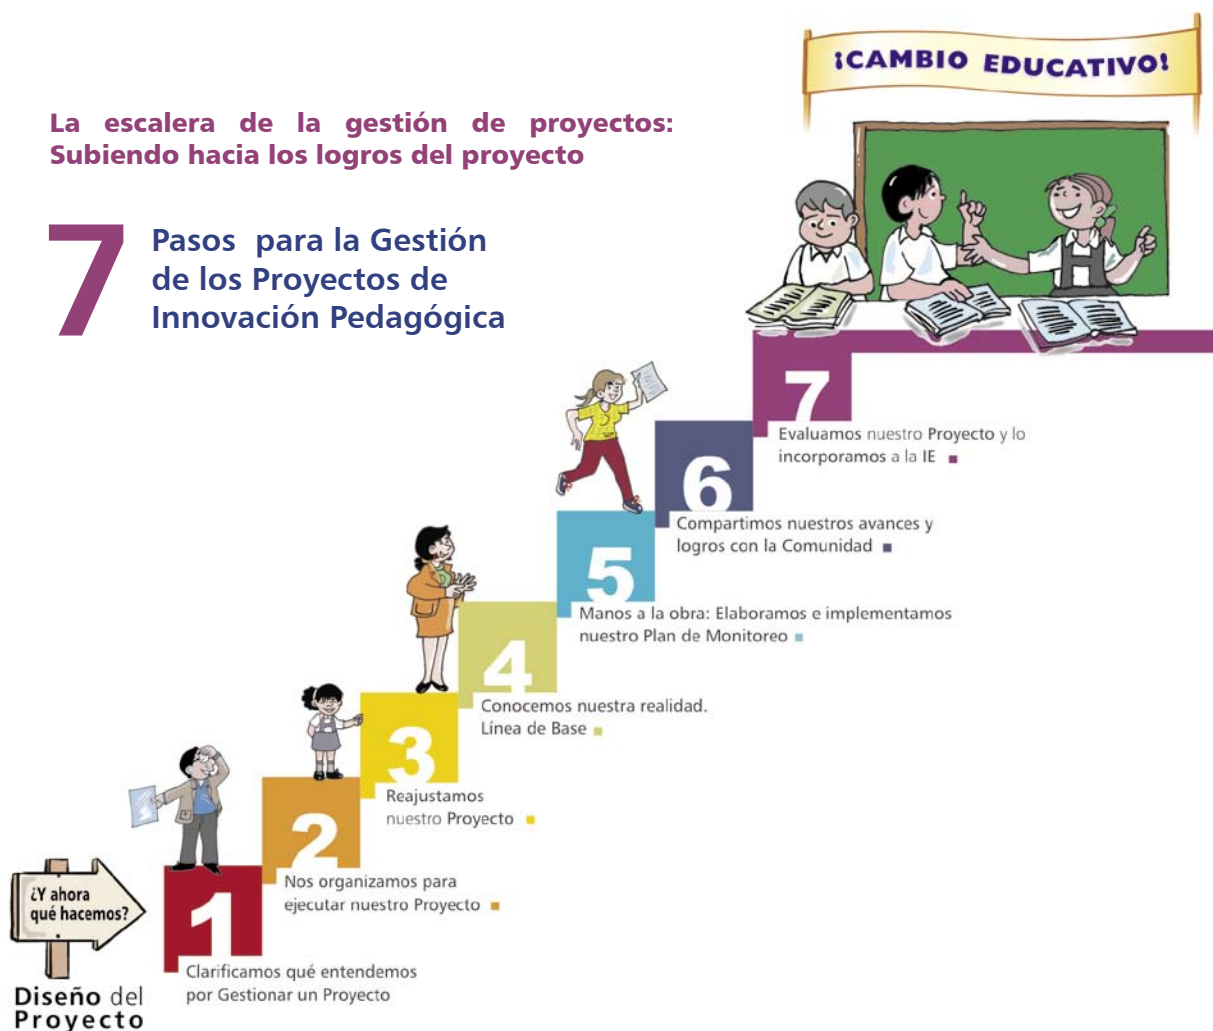 ¡CAMBIO EDUCATIVO!
La escalera de la gestión de proyectos:
Subiendo hacia los logros del proyecto
7
Pasos para la Gestión
de los Proyectos de
Innovación Pedagógica
7
Evaluamos nuestro Proyecto y lo
incorporamos a la IE
6
Compartimos nuestros avances y
logros con la Comunidad
5
Manos a la obra: Elaboramos e implementamos
nuestro Plan de Monitoreo
4
Conocemos nuestra realidad.
Línea de Base
3
Reajustamos
nuestro Proyecto
2
Nos organizamos para
ejecutar nuestro Proyecto
1
Clarificamos qué entendemos
por Gestionar un Proyecto
¿Y ahora
qué hacemos?
Diseño del
Proyecto